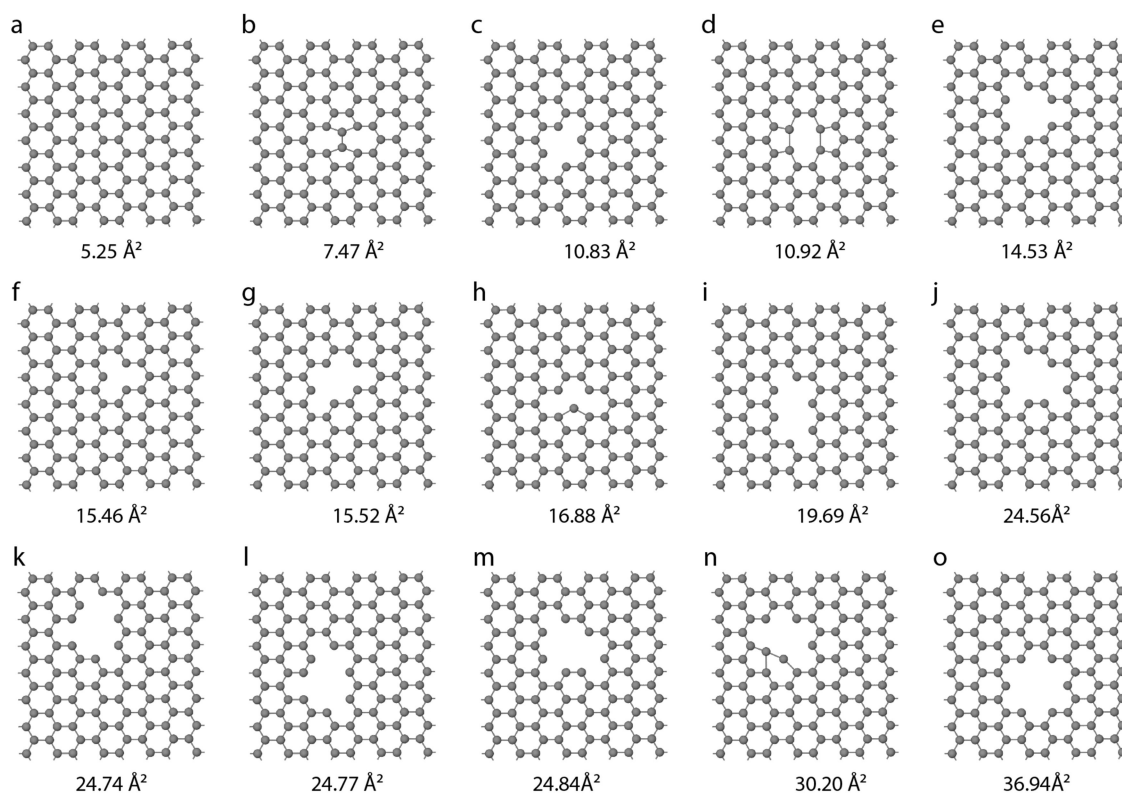 a b c d e
5.25 Å² 7.47 Å² 10.83 Å² 10.92 Å² 14.53 Å²
f g h i j
15.46 Å² 15.52 Å² 16.88 Å² 19.69 Å² 24.56Å²
k l m n o
24.74 Å² 24.77 Å² 24.84Å² 30.20 Å² 36.94Å²